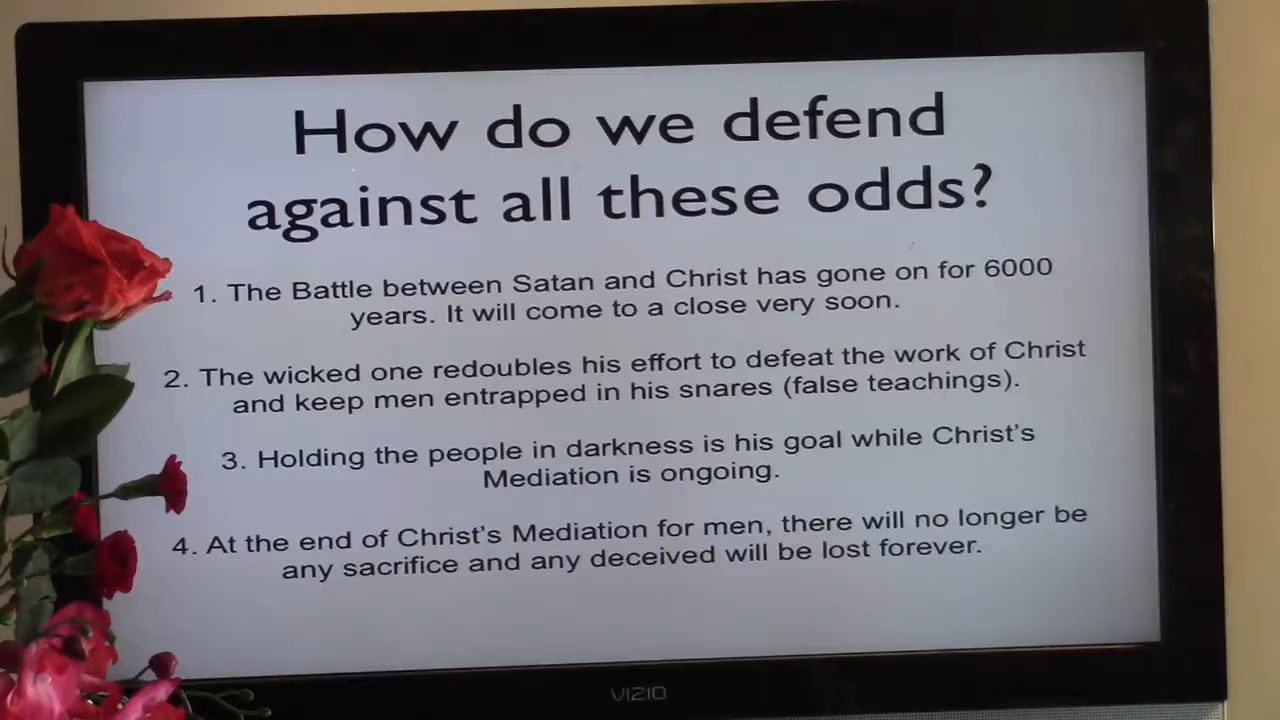 How do we defend
against all these odds?
1. The Battle between Satan and Christ has gone on for 6000
years. It will come to a close very soon.
2. The wicked one redoubles his effort to defeat the work of Christ
and keep men entrapped in his snares (false teachings).
3. Holding the people in darkness is his goal while Christ's
Mediation is ongoing.
4. At the end of Christ's Mediation for men, there will no longer be
any sacrifice and any deceived will be lost forever.
VIZIO